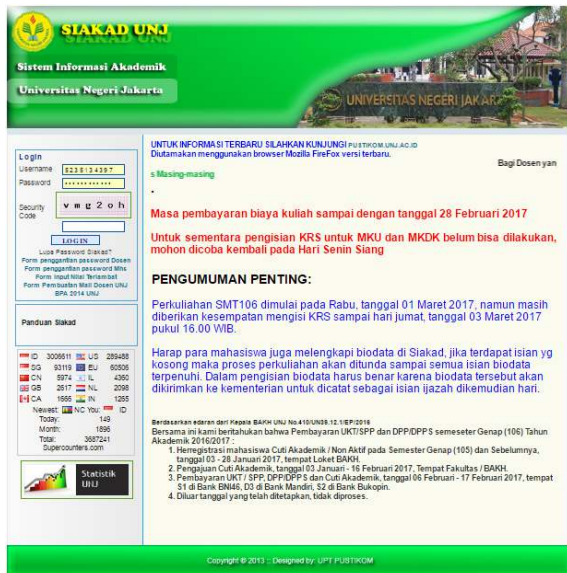 SIAKAD UNJ
Sistem Informasi Akademik
Universitas Negeri Jakarta
UNIVERSITAS NEGERI JAKARTA
Login
Username 5235134397
Password
Security Code
v m g 2 o h
LOGIN
Lupa Password Siakad?
Form penggantian password Dosen
Form penggantian password Mhs
Form Input Nilai Terlambat
Form Pembuatan Mail Dosen UNJ
BPA 2014 UNJ
Panduan Siakad
ID 3006611 US 289488
SG 93119 EU 60506
CN 5974 IL 4360
GB 2617 NL 2098
CA 1666 IN 1265
Newest: NC You: ID
Today: 149
Month: 1896
Total: 3687241
Supercounters.com
Statistik
UNJ
UNTUK INFORMASI TERBARU SILAHKAN KUNJUNGI PUSTIKOM.UNJ.AC.ID
Diutamakan menggunakan browser Mozilla FireFox versi terbaru.
Bagi Dosen yan
s Masing-masing
Masa pembayaran biaya kuliah sampai dengan tanggal 28 Februari 2017
Untuk sementara pengisian KRS untuk MKU dan MKDK belum bisa dilakukan,
mohon dicoba kembali pada Hari Senin Siang
PENGUMUMAN PENTING:
Perkuliahan SMT106 dimulai pada Rabu, tanggal 01 Maret 2017, namun masih
diberikan kesempatan mengisi KRS sampai hari jumat, tanggal 03 Maret 2017
pukul 16.00 WIB.
Harap para mahasiswa juga melengkapi biodata di Siakad, jika terdapat isian yg
kosong maka proses perkuliahan akan ditunda sampai semua isian biodata
terpenuhi. Dalam pengisian biodata harus benar karena biodata tersebut akan
dikirimkan ke kementerian untuk dicatat sebagai isian ijazah dikemudian hari.
Berdasarkan edaran dari Kepala BAKH UNJ No.410/UN39.12.1/EP/2016
Bersama ini kami beritahukan bahwa Pembayaran UKT/SPP dan DPP/DPPS semeseter Genap (106) Tahun
Akademik 2016/2017 :
1. Herregistrasi mahasiswa Cuti Akademik / Non Aktif pada Semester Genap (105) dan Sebelumnya,
tanggal 03 - 28 Januari 2017, tempat Loket BAKH.
2. Pengajuan Cuti Akademik, tanggal 03 Januari - 16 Februari 2017, Tempat Fakultas / BAKH.
3. Pembayaran UKT / SPP, DPP/DPPS dan Cuti Akademik, tanggal 06 Februari - 17 Februari 2017, tempat
S1 di Bank BNI46, D3 di Bank Mandiri, S2 di Bank Bukopin.
4. Diluar tanggal yang telah ditetapkan, tidak diproses.
Copyright © 2013 :: Designed by: UPT PUSTIKOM